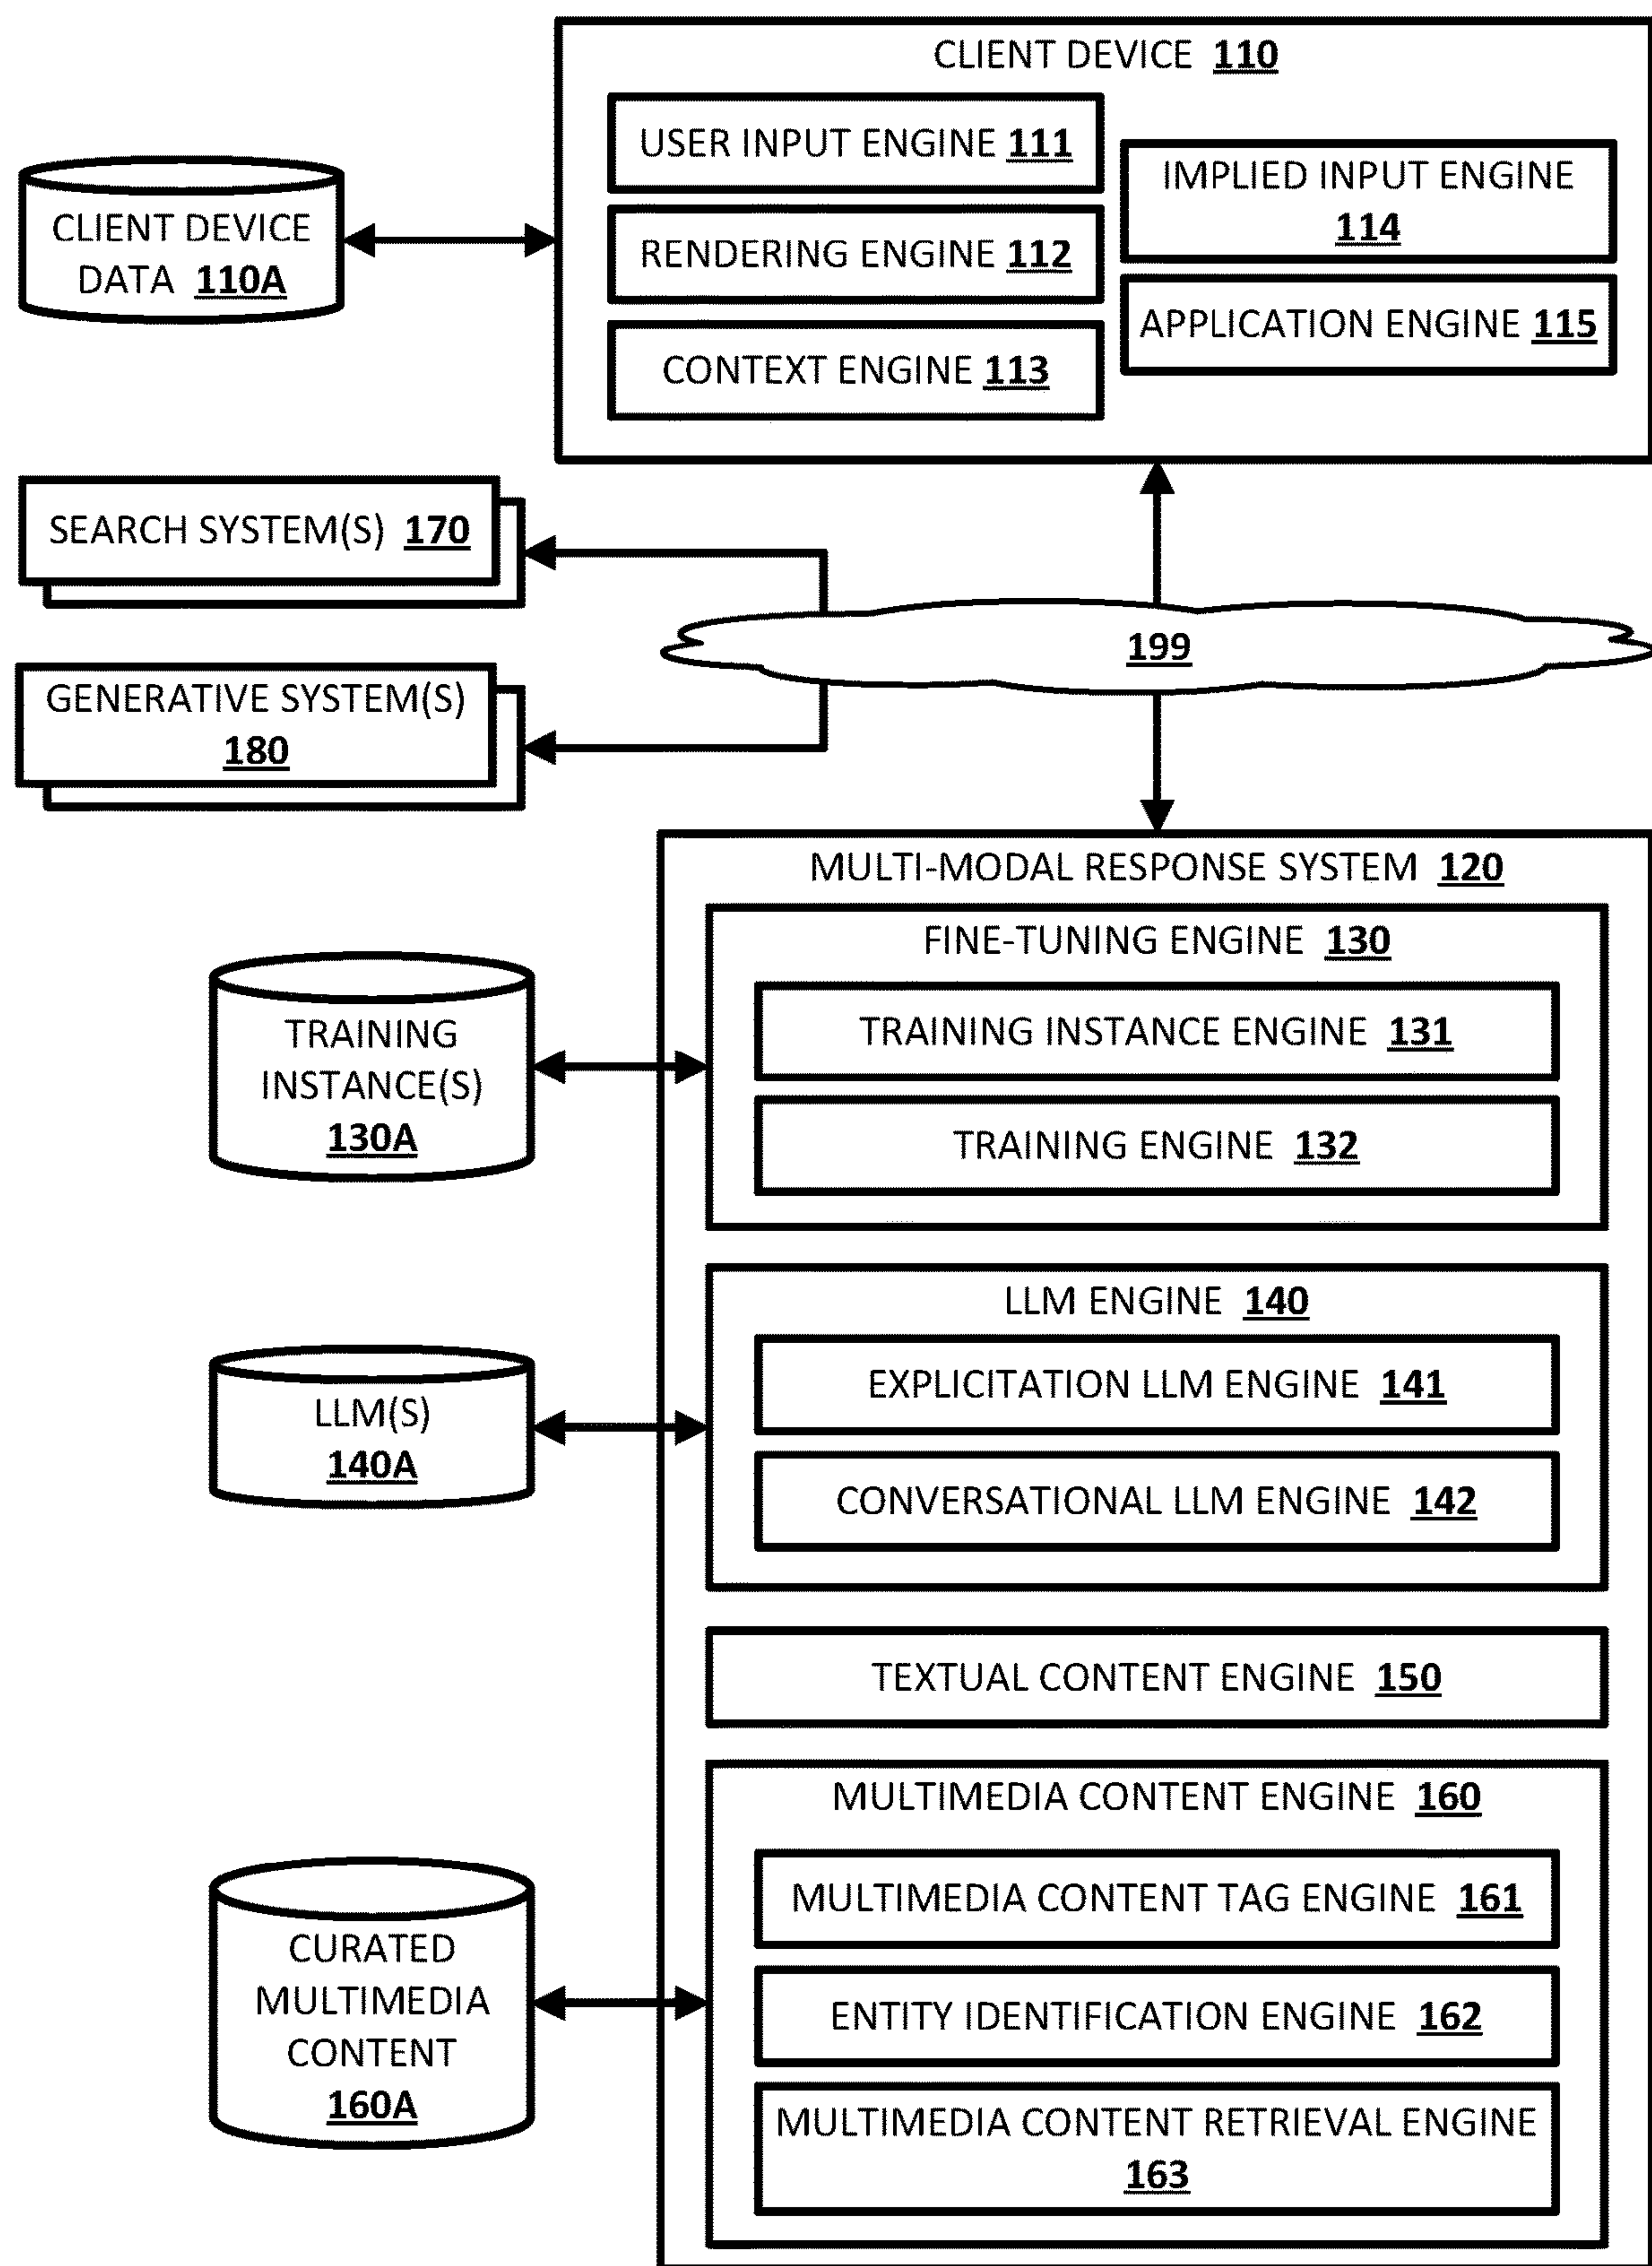 CLIENT DEVICE 110
USER INPUT ENGINE 111
RENDERING ENGINE 112
CONTEXT ENGINE 113
IMPLIED INPUT ENGINE
114
APPLICATION ENGINE 115
CLIENT DEVICE
DATA 110A
SEARCH SYSTEM(S) 170
GENERATIVE SYSTEM(S)
180
199
MULTI-MODAL RESPONSE SYSTEM 120
FINE-TUNING ENGINE 130
TRAINING INSTANCE ENGINE 131
TRAINING ENGINE 132
TRAINING
INSTANCE(S)
130A
LLM ENGINE 140
EXPLICITATION LLM ENGINE 141
CONVERSATIONAL LLM ENGINE 142
LLM(S)
140A
TEXTUAL CONTENT ENGINE 150
MULTIMEDIA CONTENT ENGINE 160
MULTIMEDIA CONTENT TAG ENGINE 161
ENTITY IDENTIFICATION ENGINE 162
MULTIMEDIA CONTENT RETRIEVAL ENGINE
163
CURATED
MULTIMEDIA
CONTENT
160A